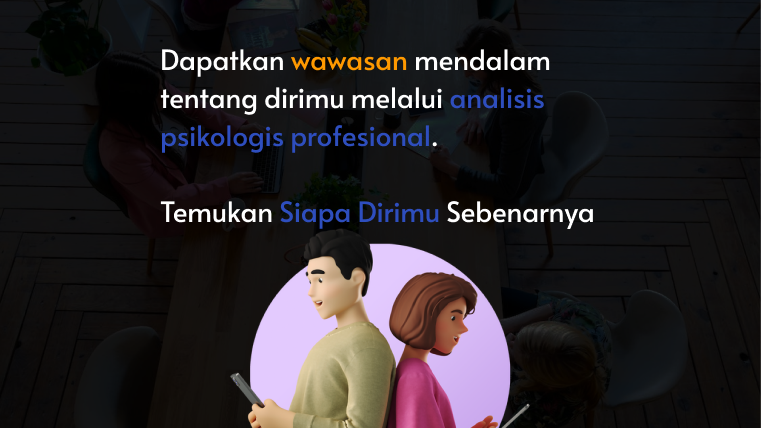 Dapatkan wawasan mendalam
tentang dirimu melalui analisis
psikologis profesional.
Temukan Siapa Dirimu Sebenarnya